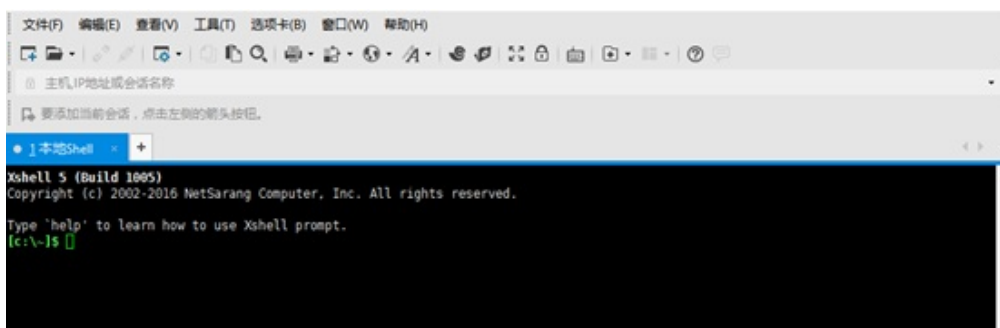 文件(F) 编辑(E) 查看(V) 工具(T) 选项卡(B) 窗口(W) 帮助(H)
主机,IP地址或会话名称
要添加当前会话，点击左侧的箭头按钮。
1本地Shell × +
Xshell 5 (Build 1005)
Copyright (c) 2002-2016 NetSarang Computer, Inc. All rights reserved.
Type `help' to learn how to use Xshell prompt.
[c:\~]$